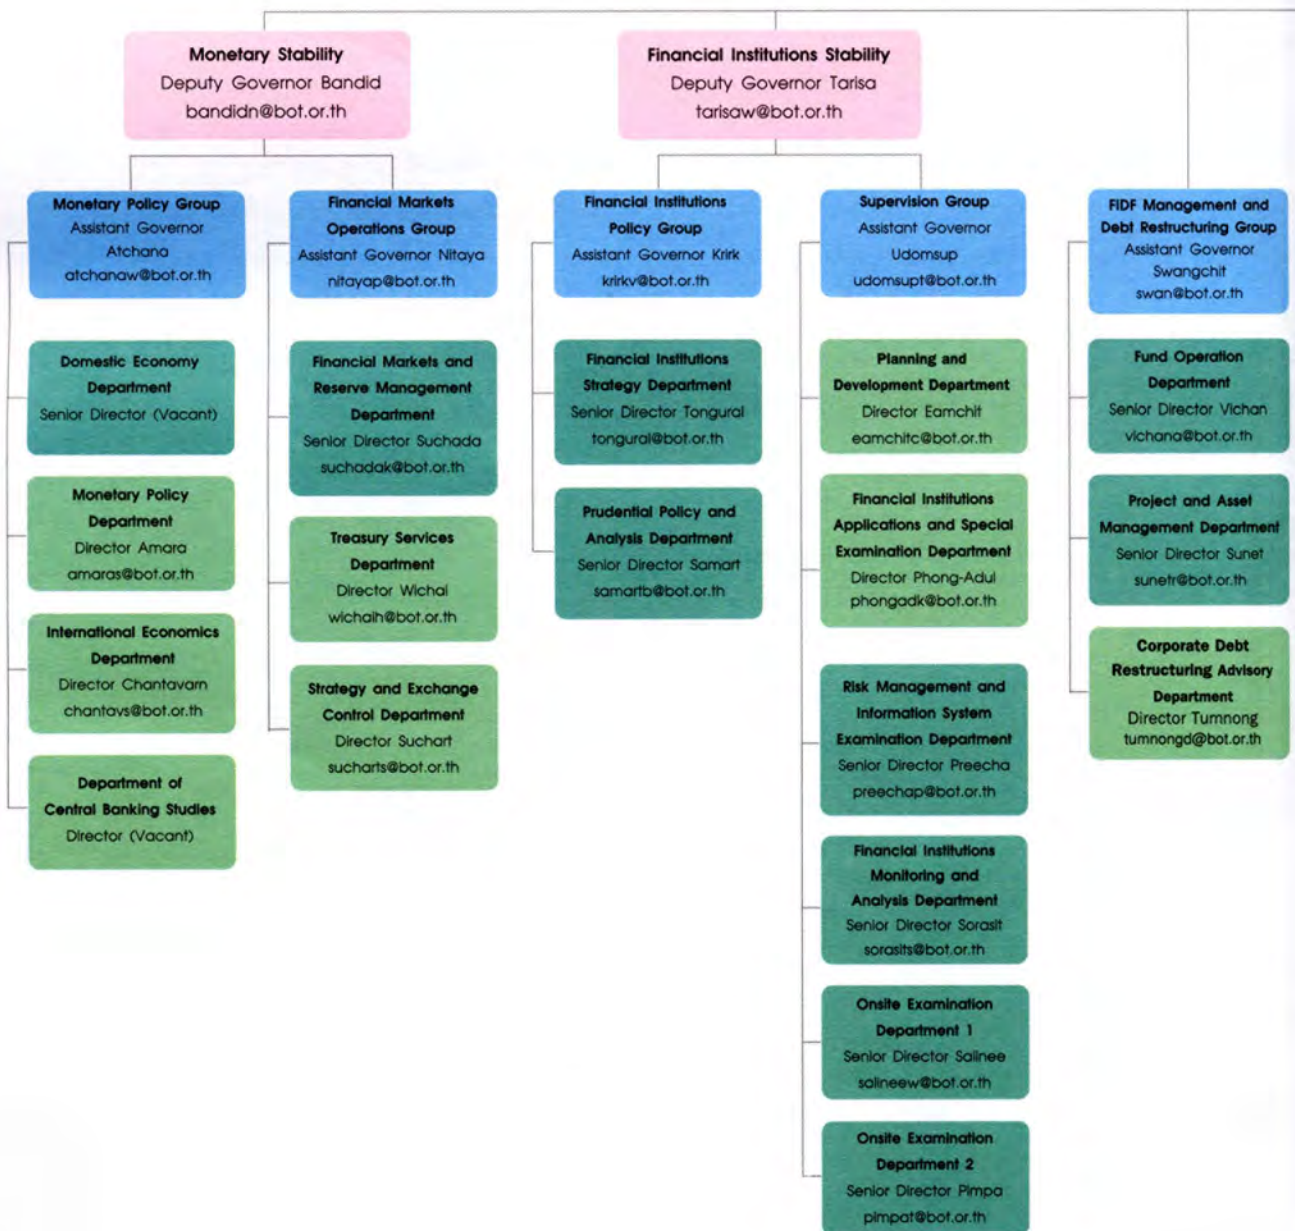 Monetary Stability
Deputy Governor Bandid
bandidn@bot.or.th
Financial Institutions Stability
Deputy Governor Tarisa
tarisaw@bot.or.th
Monetary Policy Group
Assistant Governor
Atchana
atchanaw@bot.or.th
Financial Markets
Operations Group
Assistant Governor Nitaya
nitayap@bot.or.th
Financial Institutions
Policy Group
Assistant Governor Krirk
krirkv@bot.or.th
Supervision Group
Assistant Governor
Udomsup
udomsupt@bot.or.th
FIDF Management and
Debt Restructuring Group
Assistant Governor
Swangchit
swan@bot.or.th
Domestic Economy
Department
Senior Director (Vacant)
Monetary Policy
Department
Director Amara
amaras@bot.or.th
International Economics
Department
Director Chantavarn
chantavs@bot.or.th
Department of
Central Banking Studies
Director (Vacant)
Financial Markets and
Reserve Management
Department
Senior Director Suchada
suchadak@bot.or.th
Treasury Services
Department
Director Wichai
wichaih@bot.or.th
Strategy and Exchange
Control Department
Director Suchart
sucharts@bot.or.th
Financial Institutions
Strategy Department
Senior Director Tongurai
tongurai@bot.or.th
Prudential Policy and
Analysis Department
Senior Director Samart
samartb@bot.or.th
Planning and
Development Department
Director Eamchit
eamchitc@bot.or.th
Financial Institutions
Applications and Special
Examination Department
Director Phong-Adul
phongadk@bot.or.th
Risk Management and
Information System
Examination Department
Senior Director Preecha
preechap@bot.or.th
Financial Institutions
Monitoring and
Analysis Department
Senior Director Sorasit
sorasits@bot.or.th
Onsite Examination
Department 1
Senior Director Salinee
salineew@bot.or.th
Onsite Examination
Department 2
Senior Director Pimpa
pimpat@bot.or.th
Fund Operation
Department
Senior Director Vichan
vichana@bot.or.th
Project and Asset
Management Department
Senior Director Sunet
sunetr@bot.or.th
Corporate Debt
Restructuring Advisory
Department
Director Tumnong
tumnongd@bot.or.th